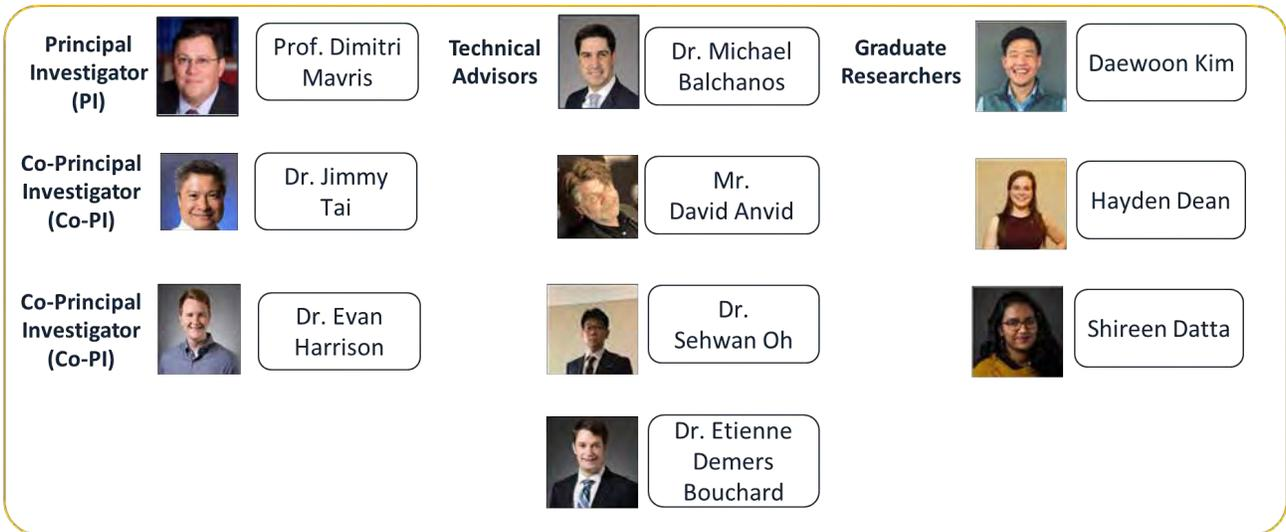 Principal
Investigator
(PI)
Prof. Dimitri
Mavris
Co-Principal
Investigator
(Co-PI)
Dr. Jimmy
Tai
Co-Principal
Investigator
(Co-PI)
Dr. Evan
Harrison
Technical
Advisors
Dr. Michael
Balchanos
Mr.
David Anvid
Dr.
Sehwan Oh
Dr. Etienne
Demers
Bouchard
Graduate
Researchers
Daewoon Kim
Hayden Dean
Shireen Datta